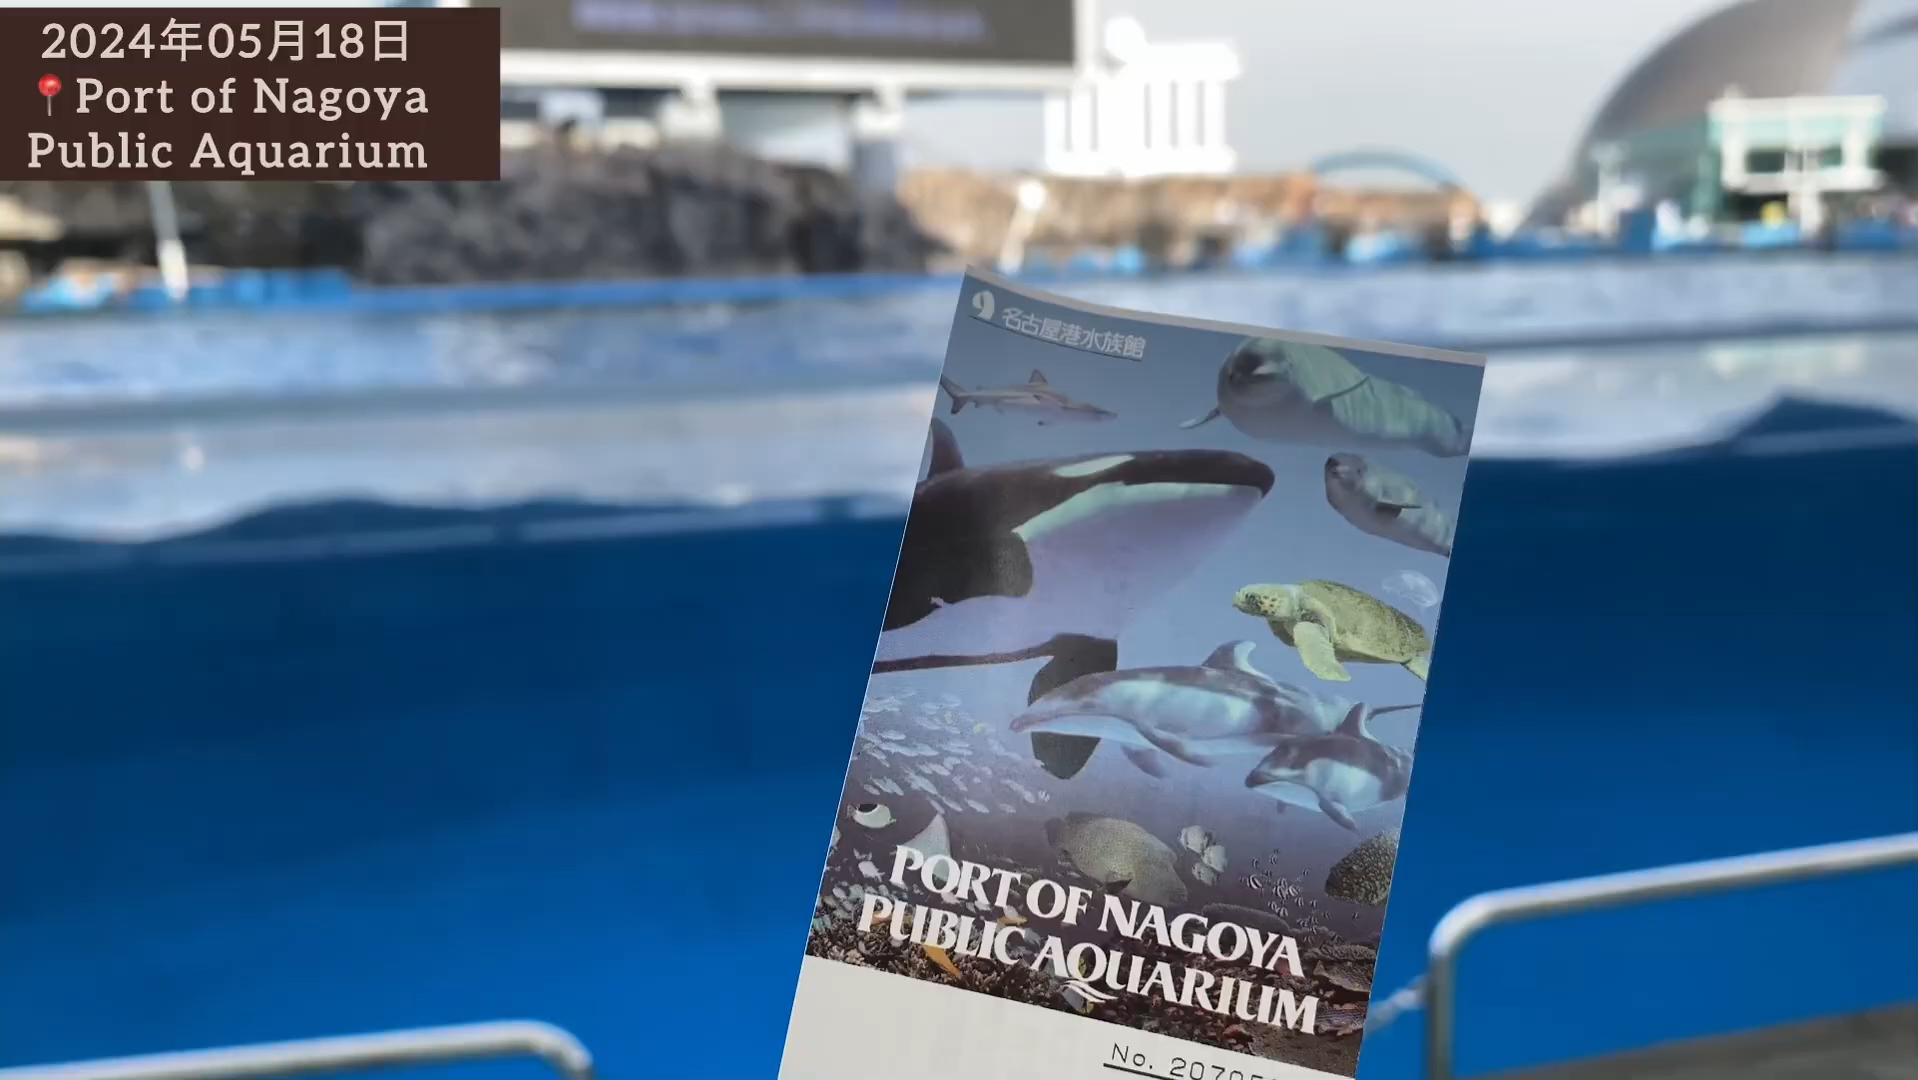 2024年05月18日
📍Port of Nagoya
Public Aquarium
名古屋港水族館
PORT OF NAGOYA
PUBLIC AQUARIUM
No.